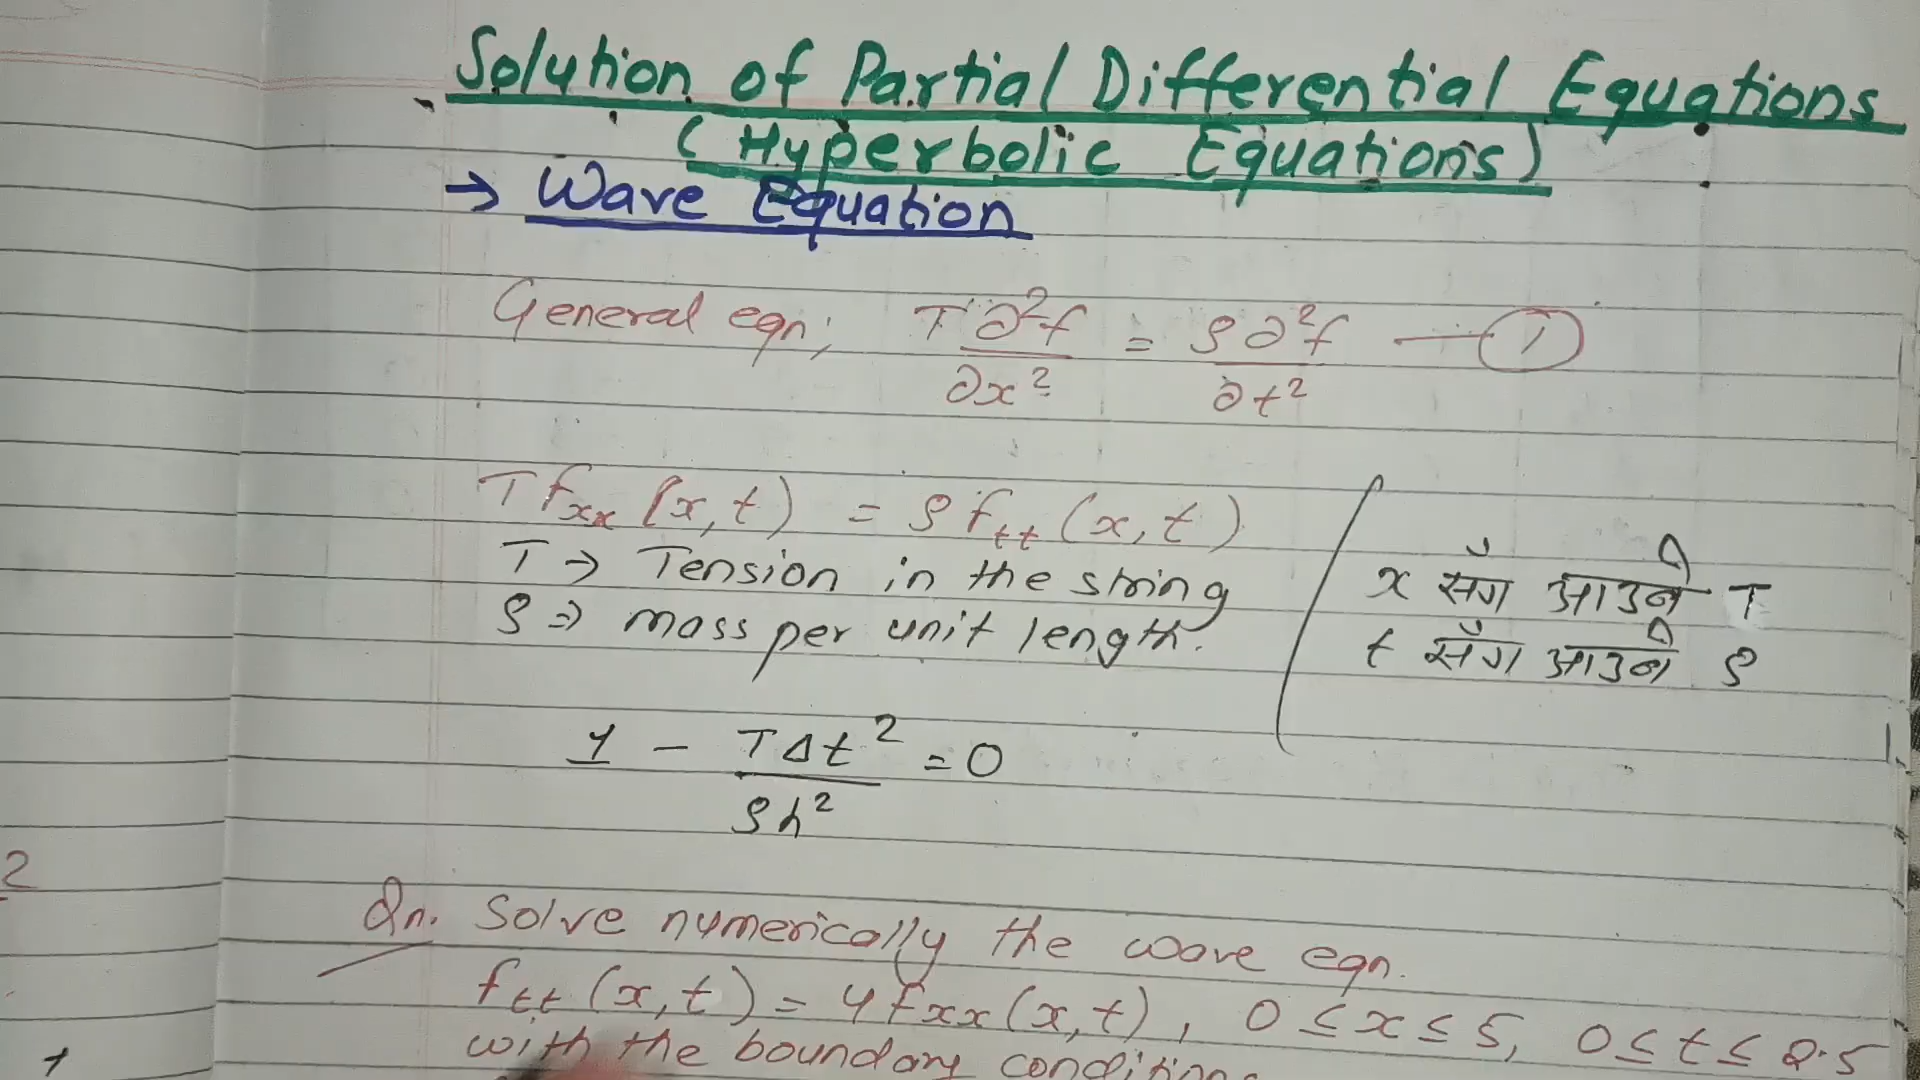 Solution of Partial Differential Equations
(Hyperbolic Equations)
→ Wave Equation
General eqn; T∂²f/∂x² = ρ∂²f/∂t² — (1)
T fxx (x,t) = ρ ftt (x,t)
T → Tension in the string
ρ ⇒ mass per unit length.
x सँग आउने T
t सँग आउने ρ
1 - TΔt²/ρh² = 0
2
Qn. Solve numerically the wave eqn.
ftt (x,t) = 4 fxx (x,t), 0 ≤ x ≤ 5, 0 ≤ t ≤ 2.5
with the boundary conditions
1